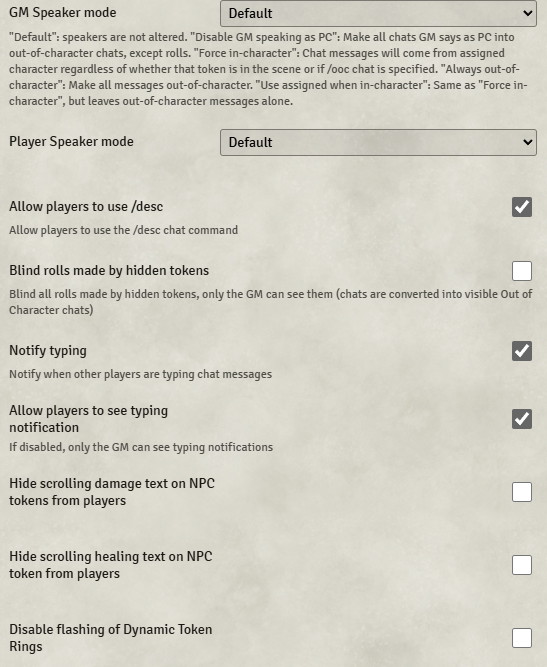 GM Speaker mode
Default
"Default": speakers are not altered. "Disable GM speaking as PC": Make all chats GM says as PC into
out-of-character chats, except rolls. "Force in-character": Chat messages will come from assigned
character regardless of whether that token is in the scene or if /ooc chat is specified. "Always out-of-
character": Make all messages out-of-character. "Use assigned when in-character": Same as "Force in-
character", but leaves out-of-character messages alone.
Player Speaker mode
Default
Allow players to use /desc
Allow players to use the /desc chat command
Blind rolls made by hidden tokens
Blind all rolls made by hidden tokens, only the GM can see them (chats are converted into visible Out of
Character chats)
Notify typing
Notify when other players are typing chat messages
Allow players to see typing
notification
If disabled, only the GM can see typing notifications
Hide scrolling damage text on NPC
tokens from players
Hide scrolling healing text on NPC
token from players
Disable flashing of Dynamic Token
Rings